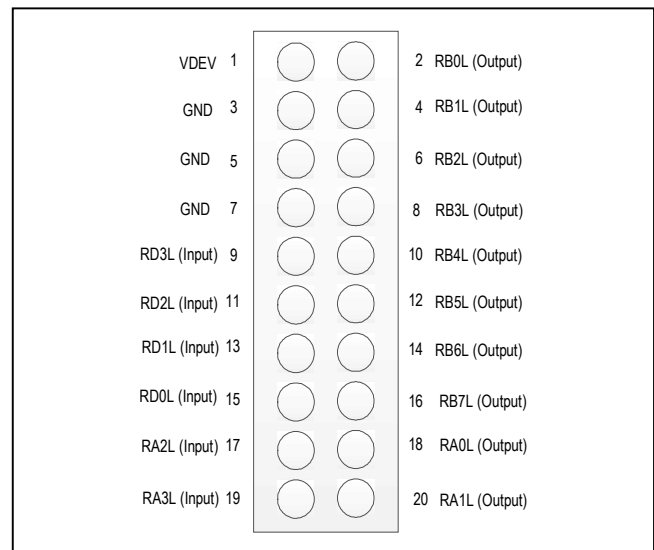 VDEV 1 2 RB0L (Output)
GND 3 4 RB1L (Output)
GND 5 6 RB2L (Output)
GND 7 8 RB3L (Output)
RD3L (Input) 9 10 RB4L (Output)
RD2L (Input) 11 12 RB5L (Output)
RD1L (Input) 13 14 RB6L (Output)
RD0L (Input) 15 16 RB7L (Output)
RA2L (Input) 17 18 RA0L (Output)
RA3L (Input) 19 20 RA1L (Output)